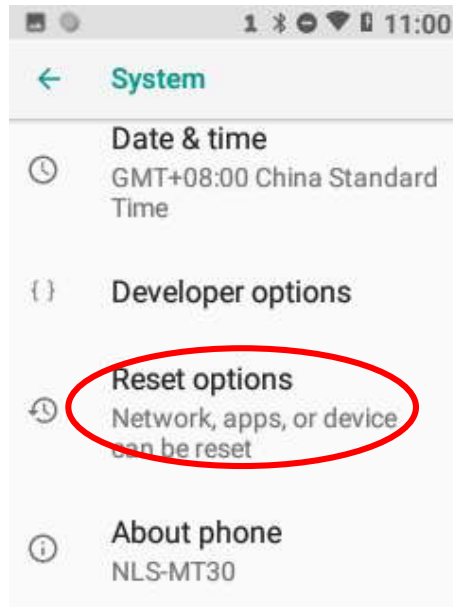 1 11:00
System
Date & time
GMT+08:00 China Standard
Time
{ } Developer options
Reset options
Network, apps, or device
can be reset
About phone
NLS-MT30